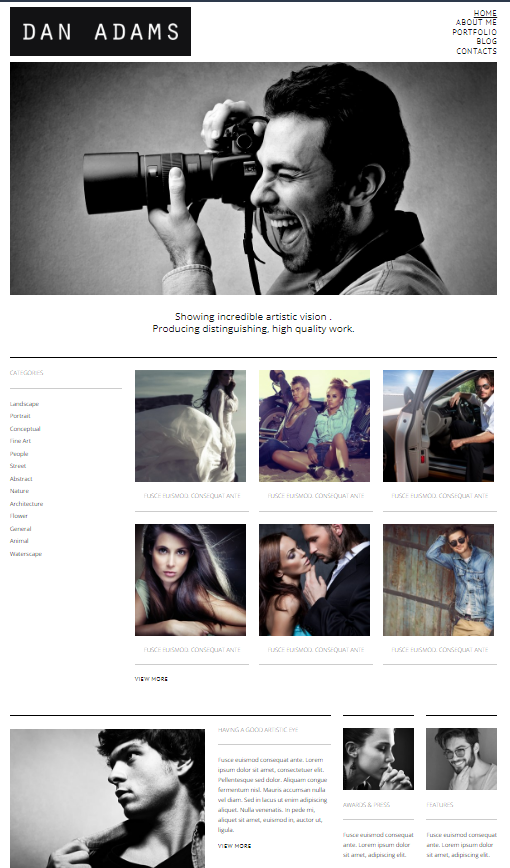 DAN ADAMS
HOME
ABOUT ME
PORTFOLIO
BLOG
CONTACTS
Showing incredible artistic vision .
Producing distinguishing, high quality work.
CATEGORIES
Landscape
Portrait
Conceptual
Fine Art
People
Street
Abstract
Nature
Architecture
Flower
General
Animal
Waterscape
FUSCE EUISMOD. CONSEQUAT ANTE
FUSCE EUISMOD. CONSEQUAT ANTE
FUSCE EUISMOD. CONSEQUAT ANTE
FUSCE EUISMOD. CONSEQUAT ANTE
FUSCE EUISMOD. CONSEQUAT ANTE
FUSCE EUISMOD. CONSEQUAT ANTE
VIEW MORE
HAVING A GOOD ARTISTIC EYE
Fusce euismod consequat ante. Lorem
ipsum dolor sit amet, consectetuer elit.
Pellentesque sed dolor. Aliquam congue
fermentum nisl. Mauris accumsan nulla
vel diam. Sed in lacus ut enim adipiscing
aliquet. Nulla venenatis. In pede mi,
aliquet sit amet, euismod in, auctor ut,
ligula.
VIEW MORE
AWARDS & PRESS
Fusce euismod consequat
ante. Lorem ipsum dolor
sit amet, adipiscing elit.
FEATURES
Fusce euismod consequat
ante. Lorem ipsum dolor
sit amet, adipiscing elit.